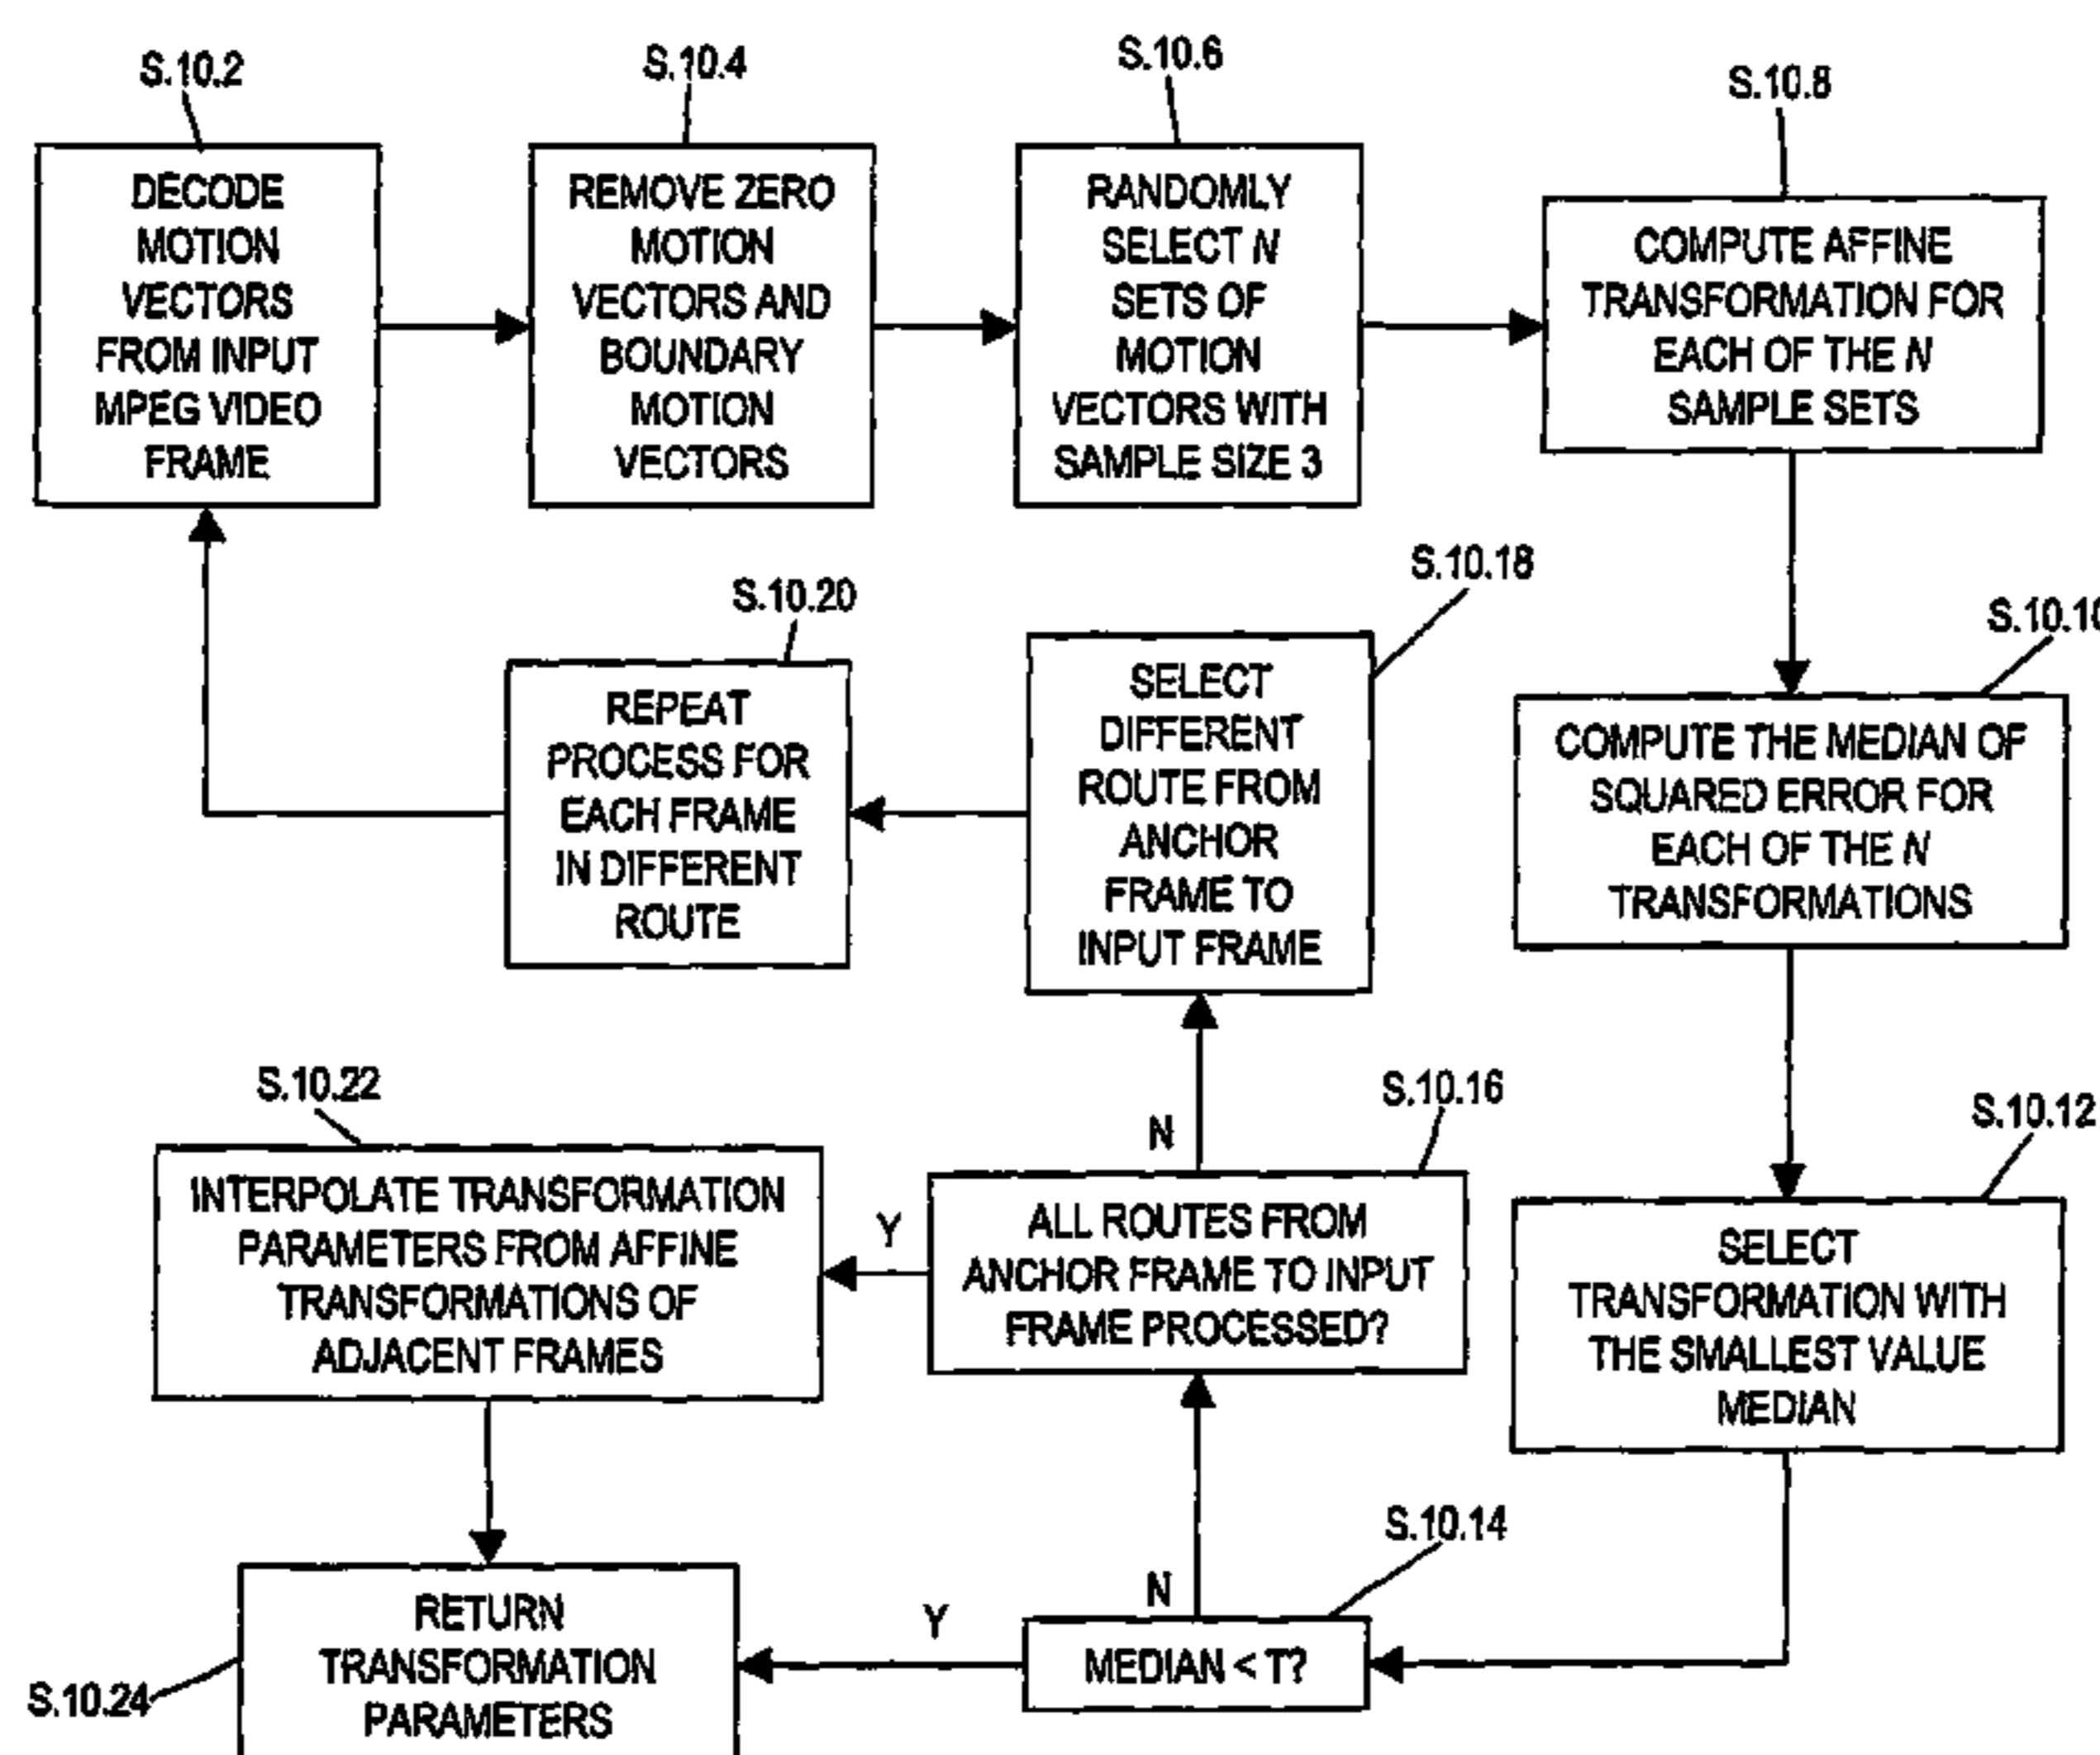 S.10.2
DECODE
MOTION
VECTORS
FROM INPUT
MPEG VIDEO
FRAME
S.10.4
REMOVE ZERO
MOTION
VECTORS AND
BOUNDARY
MOTION
VECTORS
S.10.6
RANDOMLY
SELECT N
SETS OF
MOTION
VECTORS WITH
SAMPLE SIZE 3
S.10.8
COMPUTE AFFINE
TRANSFORMATION FOR
EACH OF THE N
SAMPLE SETS
S.10.10
COMPUTE THE MEDIAN OF
SQUARED ERROR FOR
EACH OF THE N
TRANSFORMATIONS
S.10.12
SELECT
TRANSFORMATION WITH
THE SMALLEST VALUE
MEDIAN
S.10.14
MEDIAN < T?
N
Y
S.10.16
ALL ROUTES FROM
ANCHOR FRAME TO INPUT
FRAME PROCESSED?
N
Y
S.10.18
SELECT
DIFFERENT
ROUTE FROM
ANCHOR
FRAME TO
INPUT FRAME
S.10.20
REPEAT
PROCESS FOR
EACH FRAME
IN DIFFERENT
ROUTE
S.10.22
INTERPOLATE TRANSFORMATION
PARAMETERS FROM AFFINE
TRANSFORMATIONS OF
ADJACENT FRAMES
S.10.24
RETURN
TRANSFORMATION
PARAMETERS